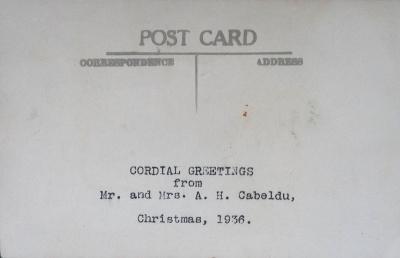 POST CARD
CORRESPONDENCE ADDRESS
CORDIAL GREETINGS
from
Mr. and Mrs. A. H. Cabeldu,
Christmas, 1936.